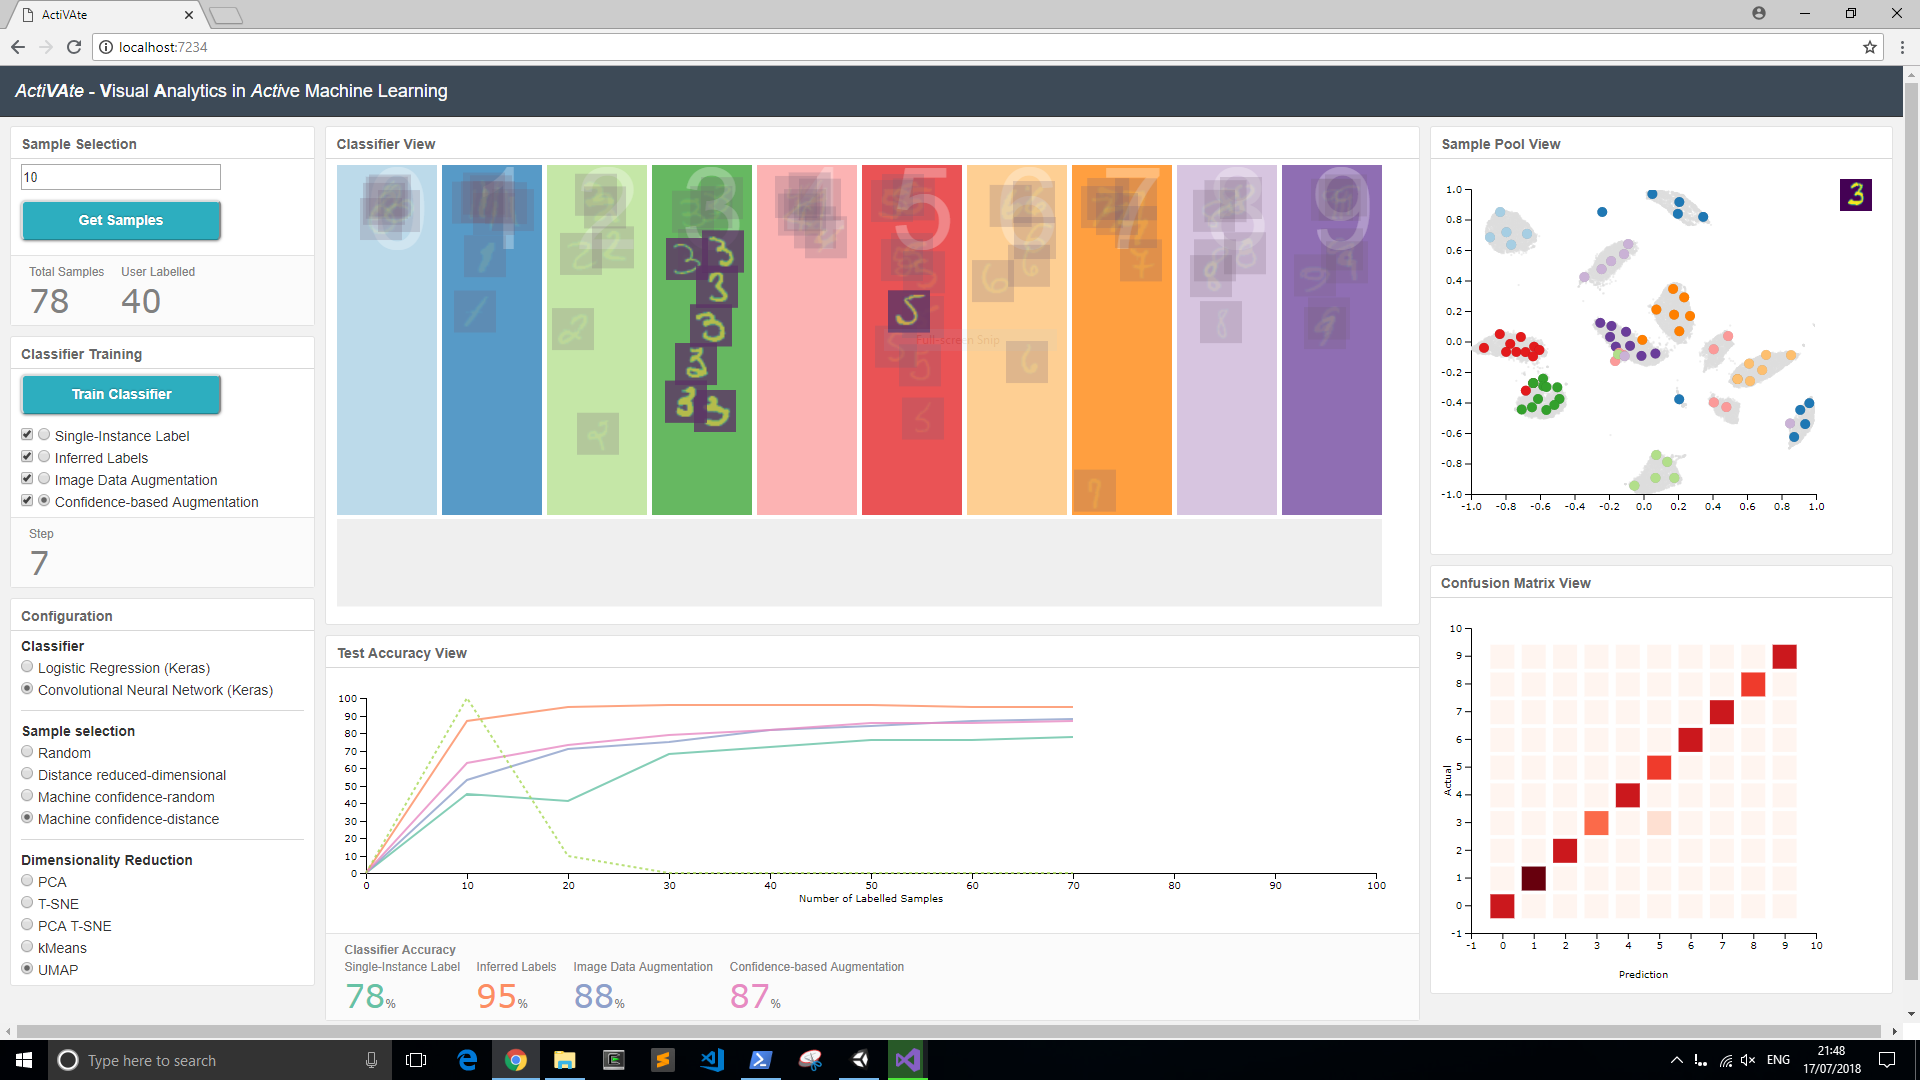 ActiVAte
localhost:7234
ActiVAte - Visual Analytics in Active Machine Learning
Sample Selection
10
Get Samples
Total Samples User Labelled
78 40
Classifier Training
Train Classifier
Single-Instance Label
Inferred Labels
Image Data Augmentation
Confidence-based Augmentation
Step
7
Configuration
Classifier
Logistic Regression (Keras)
Convolutional Neural Network (Keras)
Sample selection
Random
Distance reduced-dimensional
Machine confidence-random
Machine confidence-distance
Dimensionality Reduction
PCA
T-SNE
PCA T-SNE
kMeans
UMAP
Classifier View
0 1 2 3 4 5 6 7 8 9
Full-screen Snip
Test Accuracy View
100
90
80
70
60
50
40
30
20
10
0
0 10 20 30 40 50 60 70 80 90 100
Number of Labelled Samples
Classifier Accuracy
Single-Instance Label Inferred Labels Image Data Augmentation Confidence-based Augmentation
78% 95% 88% 87%
Sample Pool View
3
1.0
0.8
0.6
0.4
0.2
0.0
-0.2
-0.4
-0.6
-0.8
-1.0
-1.0 -0.8 -0.6 -0.4 -0.2 0.0 0.2 0.4 0.6 0.8 1.0
Confusion Matrix View
10
9
8
7
6
5
4
3
2
1
0
-1
Actual
-1 0 1 2 3 4 5 6 7 8 9 10
Prediction
Type here to search
ENG
21:48
17/07/2018